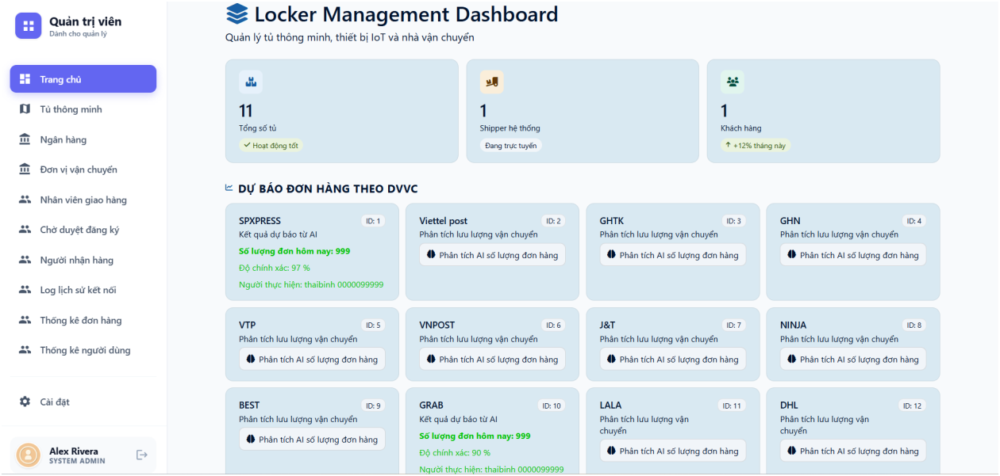 Quản trị viên
Dành cho quản lý
Trang chủ
Tủ thông minh
Ngân hàng
Đơn vị vận chuyển
Nhân viên giao hàng
Chờ duyệt đăng ký
Người nhận hàng
Log lịch sử kết nối
Thống kê đơn hàng
Thống kê người dùng
Cài đặt
Alex Rivera
SYSTEM ADMIN
Locker Management Dashboard
Quản lý tủ thông minh, thiết bị IoT và nhà vận chuyển
11
Tổng số tủ
Hoạt động tốt
1
Shipper hệ thống
Đang trực tuyến
1
Khách hàng
+12% tháng này
DỰ BÁO ĐƠN HÀNG THEO DVVC
SPXPRESS
ID: 1
Kết quả dự báo từ AI
Số lượng đơn hôm nay: 999
Độ chính xác: 97 %
Người thực hiện: thaibinh 0000099999
Viettel post
ID: 2
Phân tích lưu lượng vận chuyển
Phân tích AI số lượng đơn hàng
GHTK
ID: 3
Phân tích lưu lượng vận chuyển
Phân tích AI số lượng đơn hàng
GHN
ID: 4
Phân tích lưu lượng vận chuyển
Phân tích AI số lượng đơn hàng
VTP
ID: 5
Phân tích lưu lượng vận chuyển
Phân tích AI số lượng đơn hàng
VNPOST
ID: 6
Phân tích lưu lượng vận chuyển
Phân tích AI số lượng đơn hàng
J&T
ID: 7
Phân tích lưu lượng vận chuyển
Phân tích AI số lượng đơn hàng
NINJA
ID: 8
Phân tích lưu lượng vận chuyển
Phân tích AI số lượng đơn hàng
BEST
ID: 9
Phân tích lưu lượng vận chuyển
Phân tích AI số lượng đơn hàng
GRAB
ID: 10
Kết quả dự báo từ AI
Số lượng đơn hôm nay: 999
Độ chính xác: 90 %
Người thực hiện: thaibinh 0000099999
LALA
ID: 11
Phân tích lưu lượng vận
chuyển
Phân tích AI số lượng đơn hàng
DHL
ID: 12
Phân tích lưu lượng vận
chuyển
Phân tích AI số lượng đơn hàng